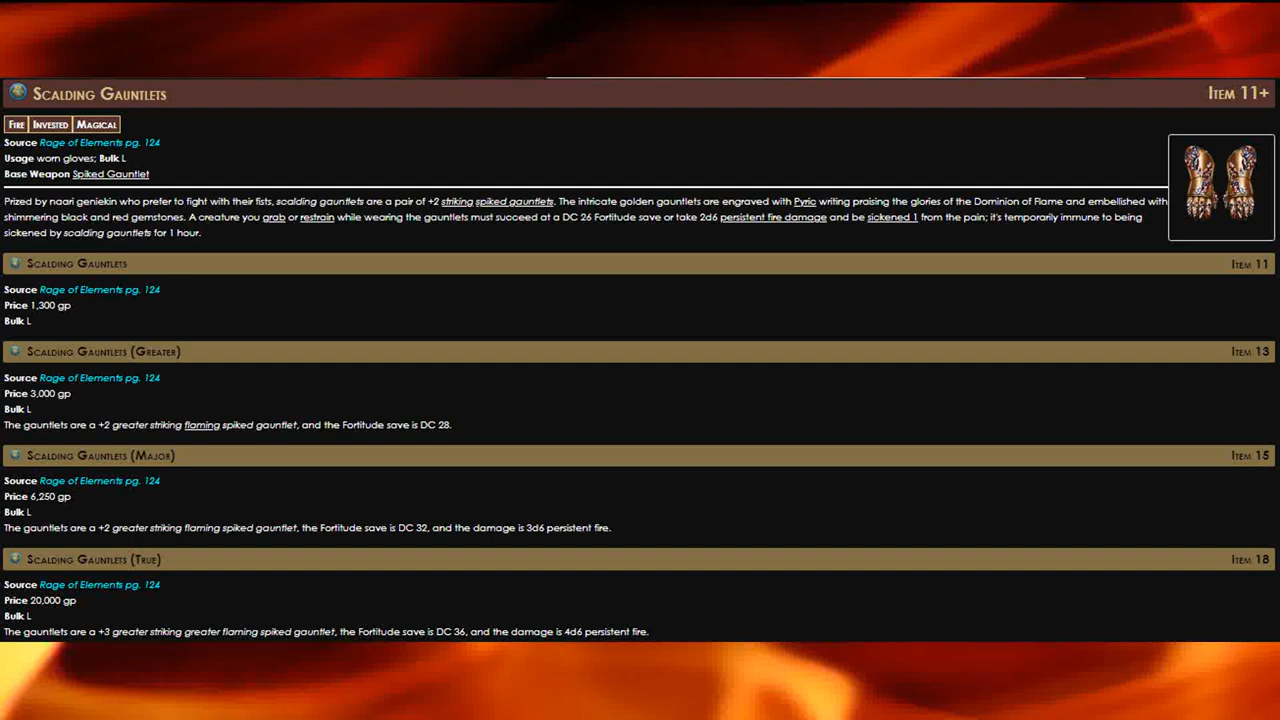 Scalding Gauntlets Item 11+
Fire Invested Magical
Source Rage of Elements pg. 124
Usage worn gloves; Bulk L
Base Weapon Spiked Gauntlet
Prized by naari geniekin who prefer to fight with their fists, scalding gauntlets are a pair of +2 striking spiked gauntlets. The intricate golden gauntlets are engraved with Pyric writing praising the glories of the Dominion of Flame and embellished with
shimmering black and red gemstones. A creature you grab or restrain while wearing the gauntlets must succeed at a DC 26 Fortitude save or take 2d6 persistent fire damage and be sickened 1 from the pain; it's temporarily immune to being
sickened by scalding gauntlets for 1 hour.
Scalding Gauntlets Item 11
Source Rage of Elements pg. 124
Price 1,300 gp
Bulk L
Scalding Gauntlets (Greater) Item 13
Source Rage of Elements pg. 124
Price 3,000 gp
Bulk L
The gauntlets are a +2 greater striking flaming spiked gauntlet, and the Fortitude save is DC 28.
Scalding Gauntlets (Major) Item 15
Source Rage of Elements pg. 124
Price 6,250 gp
Bulk L
The gauntlets are a +2 greater striking flaming spiked gauntlet, the Fortitude save is DC 32, and the damage is 3d6 persistent fire.
Scalding Gauntlets (True) Item 18
Source Rage of Elements pg. 124
Price 20,000 gp
Bulk L
The gauntlets are a +3 greater striking greater flaming spiked gauntlet, the Fortitude save is DC 36, and the damage is 4d6 persistent fire.